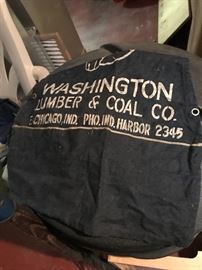 WASHINGTON
LUMBER & COAL CO.
E. CHICAGO, IND. PHO. IND. HARBOR 2345